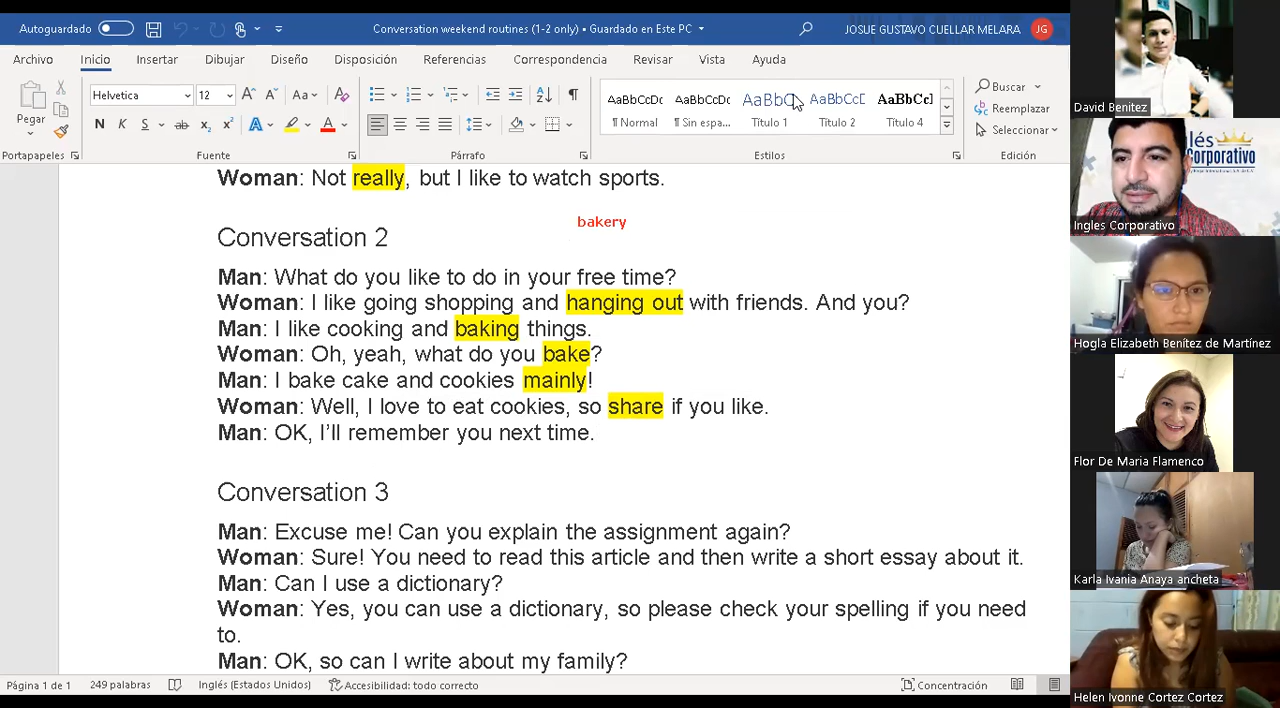 Autoguardado
Conversation weekend routines (1-2 only) • Guardado en Este PC
JOSUE GUSTAVO CUELLAR MELARA
JG
Archivo Inicio Insertar Dibujar Diseño Disposición Referencias Correspondencia Revisar Vista Ayuda
Pegar
Portapapeles
Helvetica 12
N K S ab
Fuente
Párrafo
AaBbCcDc AaBbCcDc AaBbC AaBbCcD AaBbCc
¶ Normal ¶ Sin espa... Título 1 Título 2 Título 4
Estilos
Buscar
Reemplazar
Seleccionar
Edición
Woman: Not really, but I like to watch sports.
bakery
Conversation 2
Man: What do you like to do in your free time?
Woman: I like going shopping and hanging out with friends. And you?
Man: I like cooking and baking things.
Woman: Oh, yeah, what do you bake?
Man: I bake cake and cookies mainly!
Woman: Well, I love to eat cookies, so share if you like.
Man: OK, I’ll remember you next time.
Conversation 3
Man: Excuse me! Can you explain the assignment again?
Woman: Sure! You need to read this article and then write a short essay about it.
Man: Can I use a dictionary?
Woman: Yes, you can use a dictionary, so please check your spelling if you need
to.
Man: OK, so can I write about my family?
Página 1 de 1 249 palabras Inglés (Estados Unidos) Accesibilidad: todo correcto Concentración
David Benitez
Ingles Corporativo
Hogla Elizabeth Benítez de Martínez
Flor De Maria Flamenco
Karla Ivania Anaya ancheta
Helen Ivonne Cortez Cortez